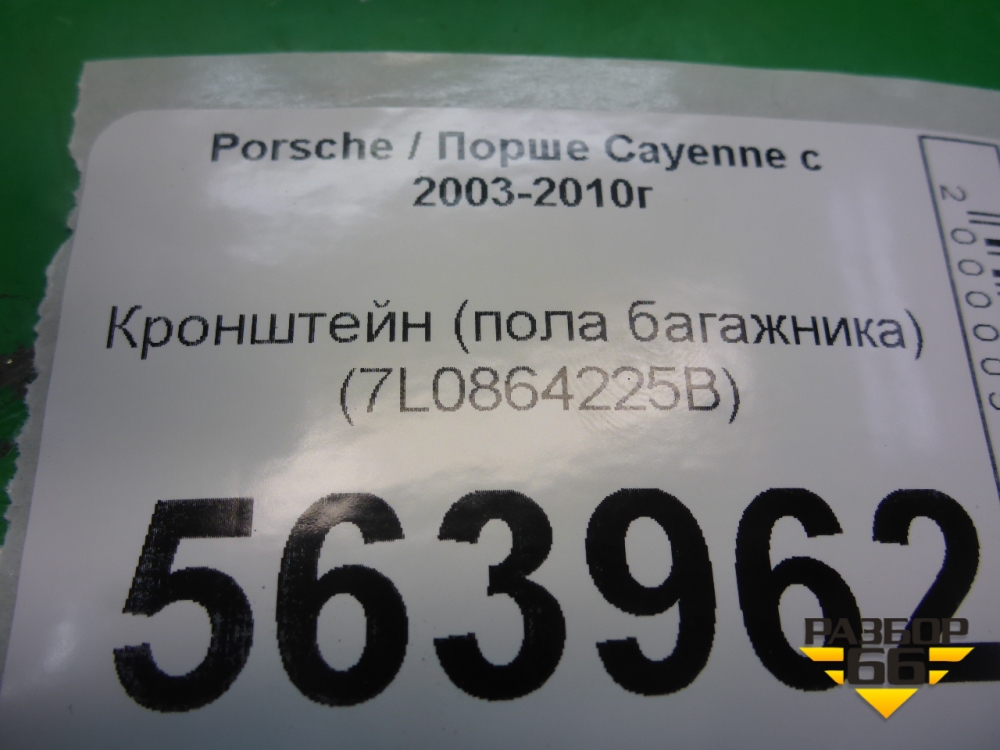 Porsche / Порше Cayenne с
2003-2010г
Кронштейн (пола багажника)
(7L0864225B)
563962
РАЗБОР
66